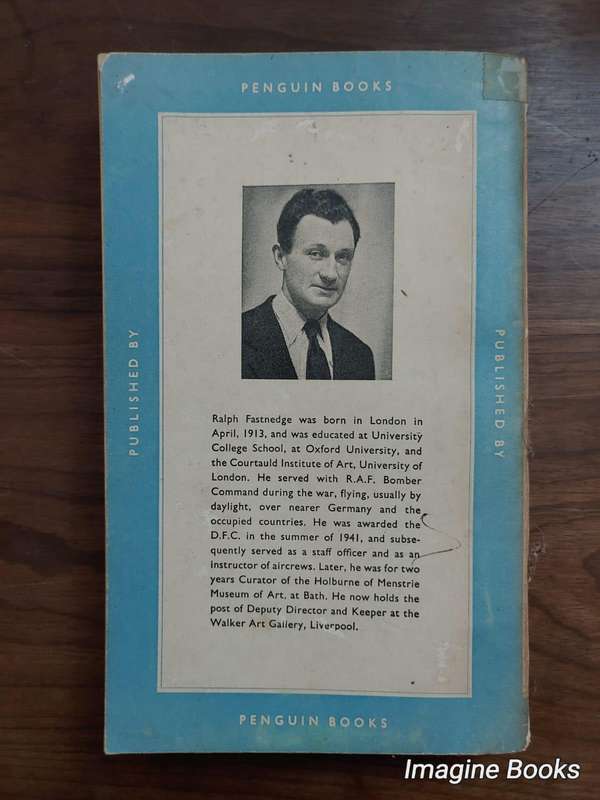 PENGUIN BOOKS
PUBLISHED BY
PUBLISHED BY
Ralph Fastnedge was born in London in
April, 1913, and was educated at University
College School, at Oxford University, and
the Courtauld Institute of Art, University of
London. He served with R.A.F. Bomber
Command during the war, flying, usually by
daylight, over nearer Germany and the
occupied countries. He was awarded the
D.F.C. in the summer of 1941, and subse-
quently served as a staff officer and as an
instructor of aircrews. Later, he was for two
years Curator of the Holburne of Menstrie
Museum of Art, at Bath. He now holds the
post of Deputy Director and Keeper at the
Walker Art Gallery, Liverpool.
PENGUIN BOOKS
Imagine Books